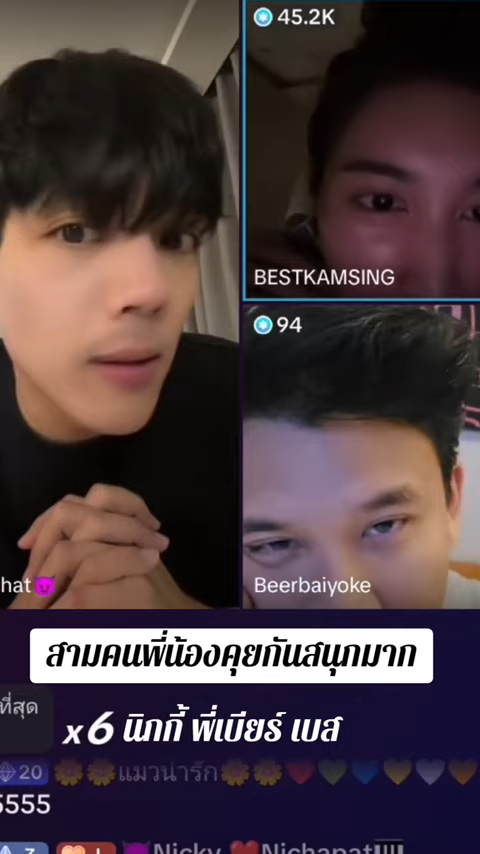 45.2K
BESTKAMSING
94
hat😈
Beerbaiyoke
สามคนพี่น้องคุยกันสนุกมาก
ที่สุด
x6 นิกกี้ พี่เบียร์ เบส
20 🌼🌼แมวน่ารัก🌼🌼❤️💚💙🧡🤍🧡
5555
😈Nicky ❤️Nichapat🎹